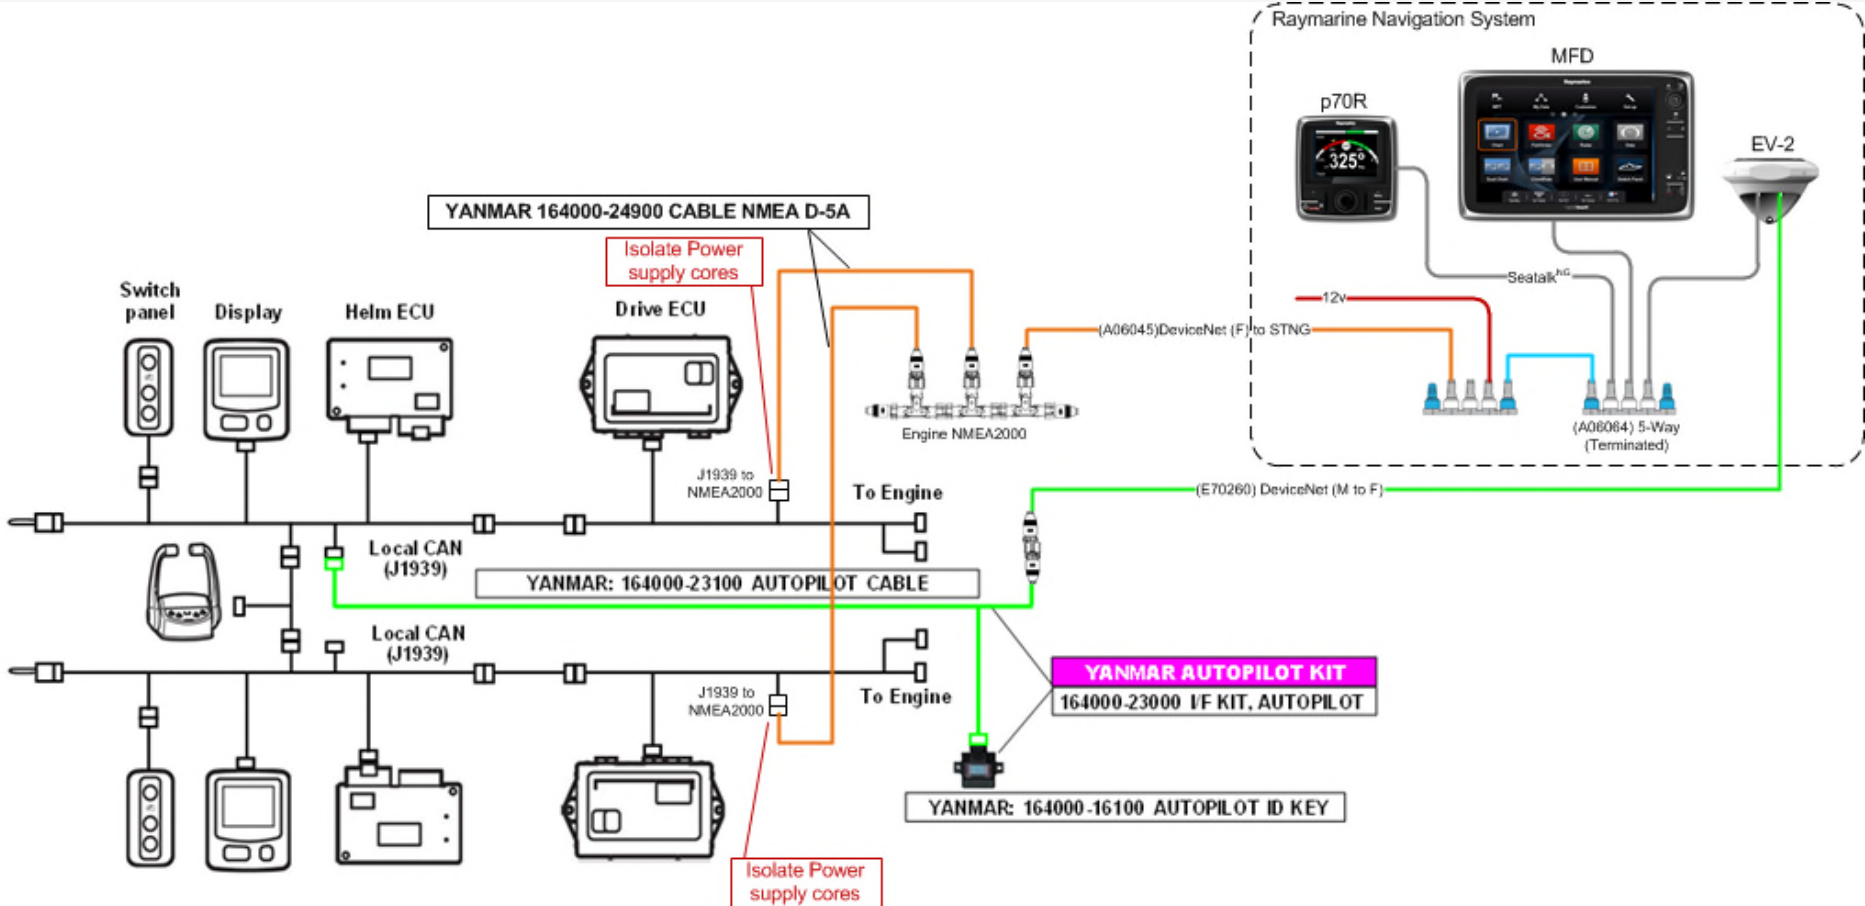 Raymarine Navigation System
MFD
p70R
EV-2
325°
YANMAR 164000-24900 CABLE NMEA D-5A
Isolate Power
supply cores
Switch
panel
Display
Helm ECU
Drive ECU
Seatalkʰᴳ
12v
(A06045)DeviceNet (F) to STNG
Engine NMEA2000
(A06064) 5-Way
(Terminated)
J1939 to
NMEA2000
To Engine
(E70260) DeviceNet (M to F)
Local CAN
(J1939)
YANMAR: 164000-23100 AUTOPILOT CABLE
Local CAN
(J1939)
J1939 to
NMEA2000
To Engine
YANMAR AUTOPILOT KIT
164000-23000 I/F KIT, AUTOPILOT
YANMAR: 164000-16100 AUTOPILOT ID KEY
Isolate Power
supply cores